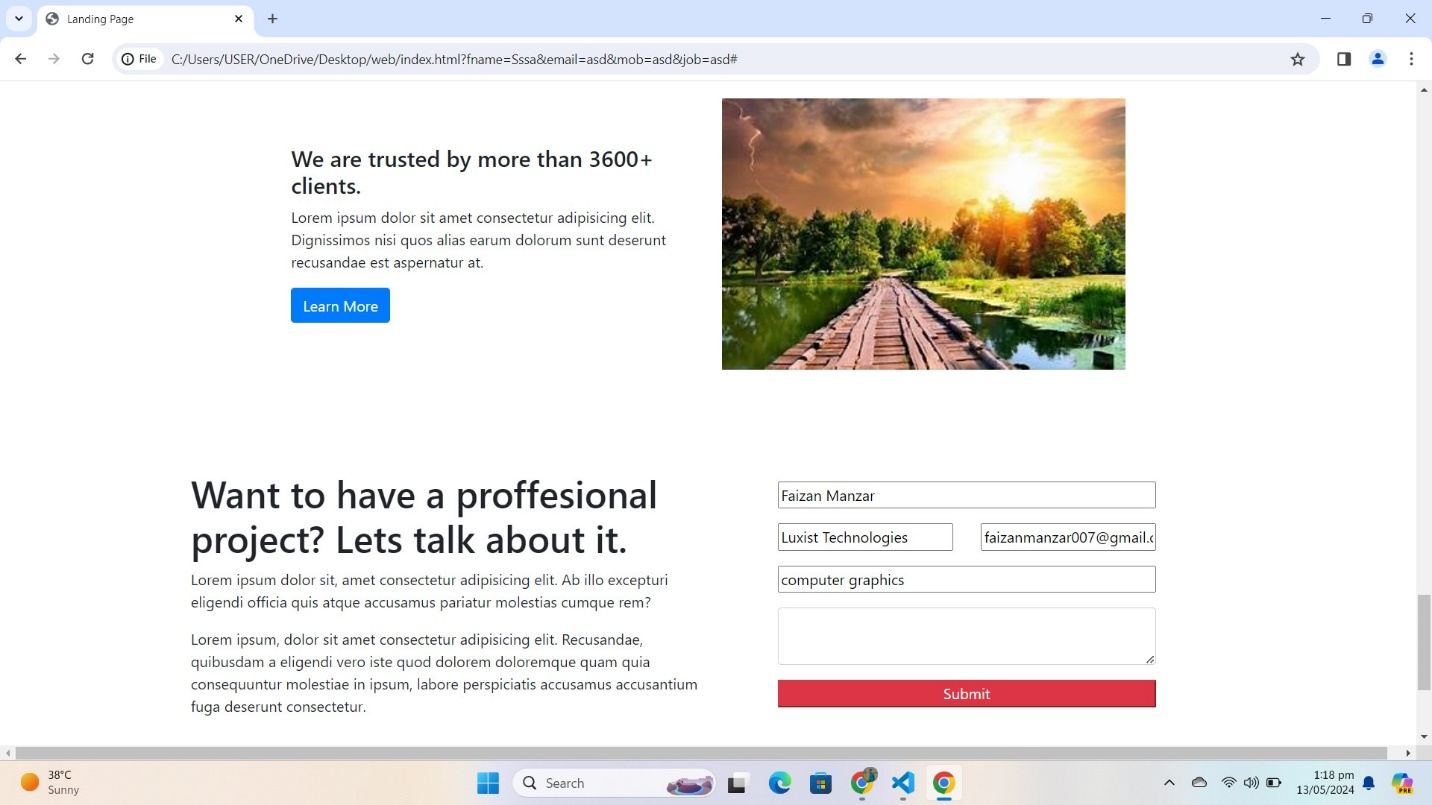 Landing Page
File
C:/Users/USER/OneDrive/Desktop/web/index.html?fname=Sssa&email=asd&mob=asd&job=asd#
We are trusted by more than 3600+
clients.
Lorem ipsum dolor sit amet consectetur adipisicing elit.
Dignissimos nisi quos alias earum dolorum sunt deserunt
recusandae est aspernatur at.
Learn More
Want to have a proffesional
project? Lets talk about it.
Lorem ipsum dolor sit, amet consectetur adipisicing elit. Ab illo excepturi
eligendi officia quis atque accusamus pariatur molestias cumque rem?
Lorem ipsum, dolor sit amet consectetur adipisicing elit. Recusandae,
quibusdam a eligendi vero iste quod dolorem doloremque quam quia
consequuntur molestiae in ipsum, labore perspiciatis accusamus accusantium
fuga deserunt consectetur.
Faizan Manzar
Luxist Technologies
faizanmanzar007@gmail.c
computer graphics
Submit
38°C
Sunny
Search
1:18 pm
13/05/2024
PRE